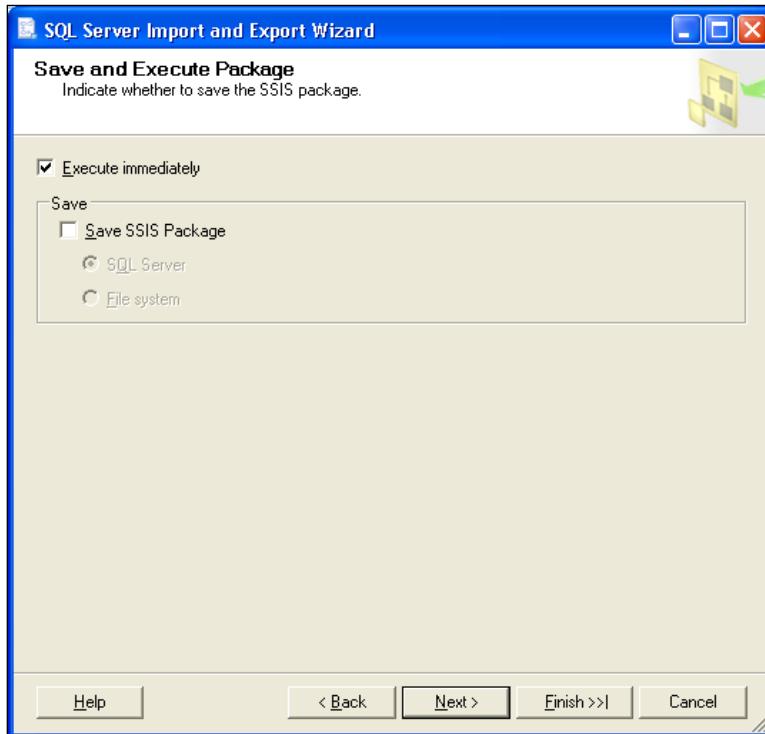 SQL Server Import and Export Wizard
Save and Execute Package
Indicate whether to save the SSIS package.
Execute immediately
Save
Save SSIS Package
SQL Server
File system
Help
< Back
Next >
Finish >>|
Cancel